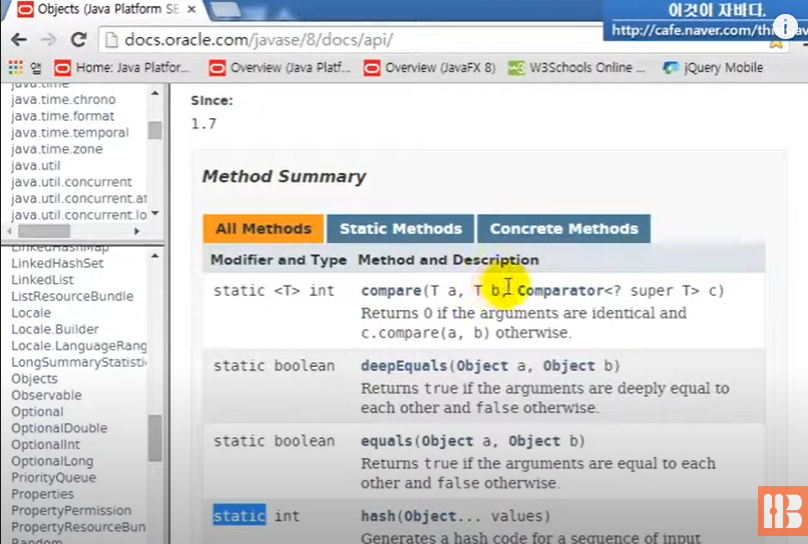 Objects (Java Platform SE
이것이 자바다.
docs.oracle.com/javase/8/docs/api/
앱
Home: Java Platfor...
Overview (Java Platf...
Overview (JavaFX 8)
W3Schools Online ...
jQuery Mobile
java.time
java.time.chrono
java.time.format
java.time.temporal
java.time.zone
java.util
java.util.concurrent
java.util.concurrent.at
java.util.concurrent.lo
LinkedHashMap
LinkedHashSet
LinkedList
ListResourceBundle
Locale
Locale.Builder
Locale.LanguageRang
LongSummaryStatisti
Objects
Observable
Optional
OptionalDouble
OptionalInt
OptionalLong
PriorityQueue
Properties
PropertyPermission
PropertyResourceBun
Random
Since:
1.7
Method Summary
All Methods
Static Methods
Concrete Methods
Modifier and Type
Method and Description
static <T> int
compare(T a, T b, Comparator<? super T> c)
Returns 0 if the arguments are identical and
c.compare(a, b) otherwise.
static boolean
deepEquals(Object a, Object b)
Returns true if the arguments are deeply equal to
each other and false otherwise.
static boolean
equals(Object a, Object b)
Returns true if the arguments are equal to each
other and false otherwise.
static int
hash(Object... values)
Generates a hash code for a sequence of input